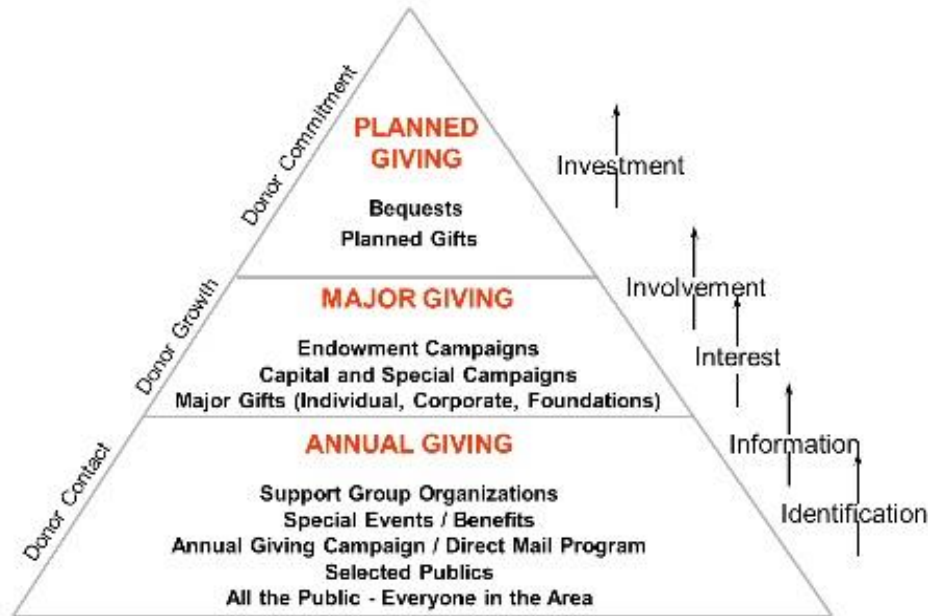 Donor Commitment
PLANNED
GIVING
Bequests
Planned Gifts
Investment
Donor Growth
MAJOR GIVING
Endowment Campaigns
Capital and Special Campaigns
Major Gifts (Individual, Corporate, Foundations)
Involvement
Interest
Donor Contact
ANNUAL GIVING
Support Group Organizations
Special Events / Benefits
Annual Giving Campaign / Direct Mail Program
Selected Publics
All the Public - Everyone in the Area
Information
Identification